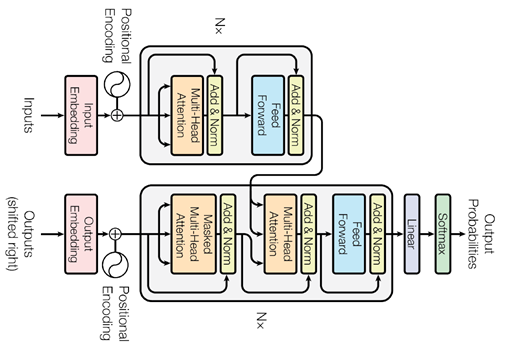 Output
Probabilities
Softmax
Linear
Add & Norm
Feed
Forward
Add & Norm
Multi-Head
Attention
Add & Norm
Masked
Multi-Head
Attention
Nx
Add & Norm
Feed
Forward
Add & Norm
Multi-Head
Attention
Nx
Positional
Encoding
Positional
Encoding
Input
Embedding
Output
Embedding
Inputs
Outputs
(shifted right)